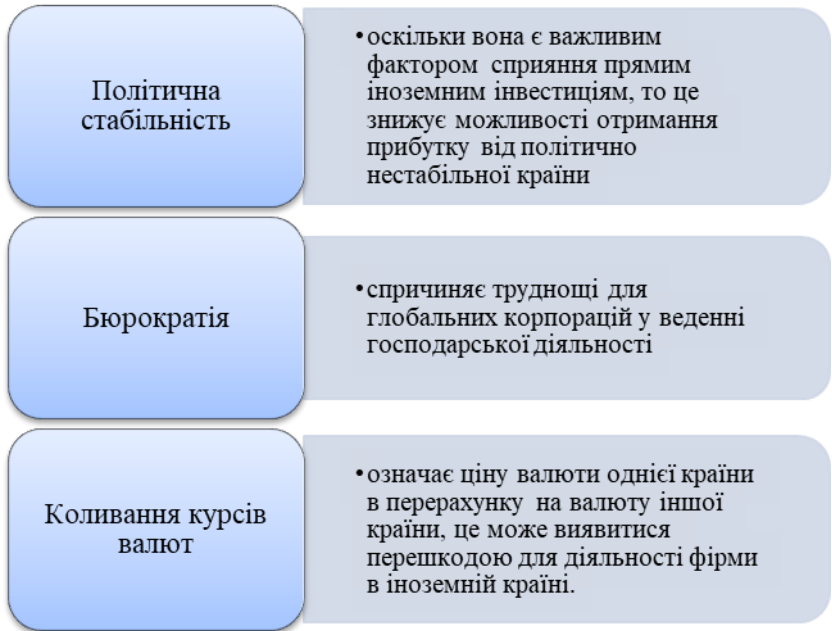 Політична
стабільність
•оскільки вона є важливим
фактором сприяння прямим
іноземним інвестиціям, то це
знижує можливості отримання
прибутку від політично
нестабільної країни
Бюрократія
•спричиняє труднощі для
глобальних корпорацій у веденні
господарської діяльності
Коливання курсів
валют
•означає ціну валюти однієї країни
в перерахунку на валюту іншої
країни, це може виявитися
перешкодою для діяльності фірми
в іноземній країні.